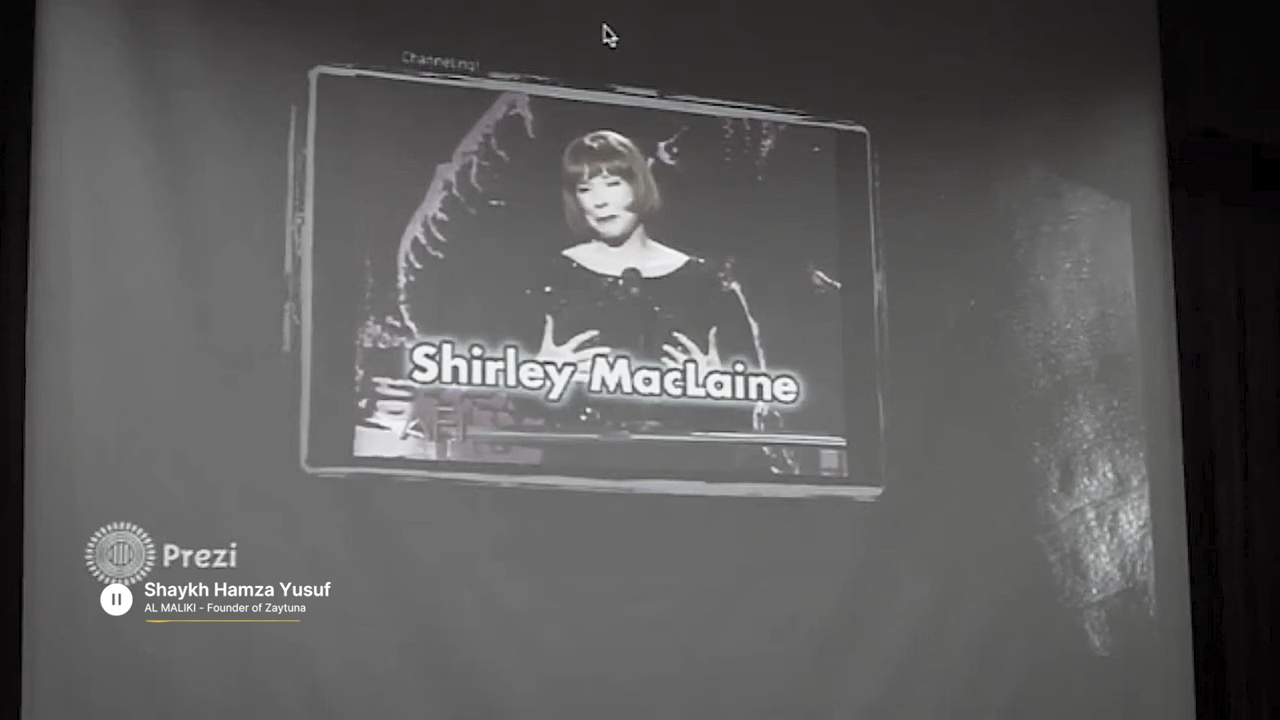 Channeling!
Shirley MacLaine
Prezi
Shaykh Hamza Yusuf
AL MALIKI - Founder of Zaytuna